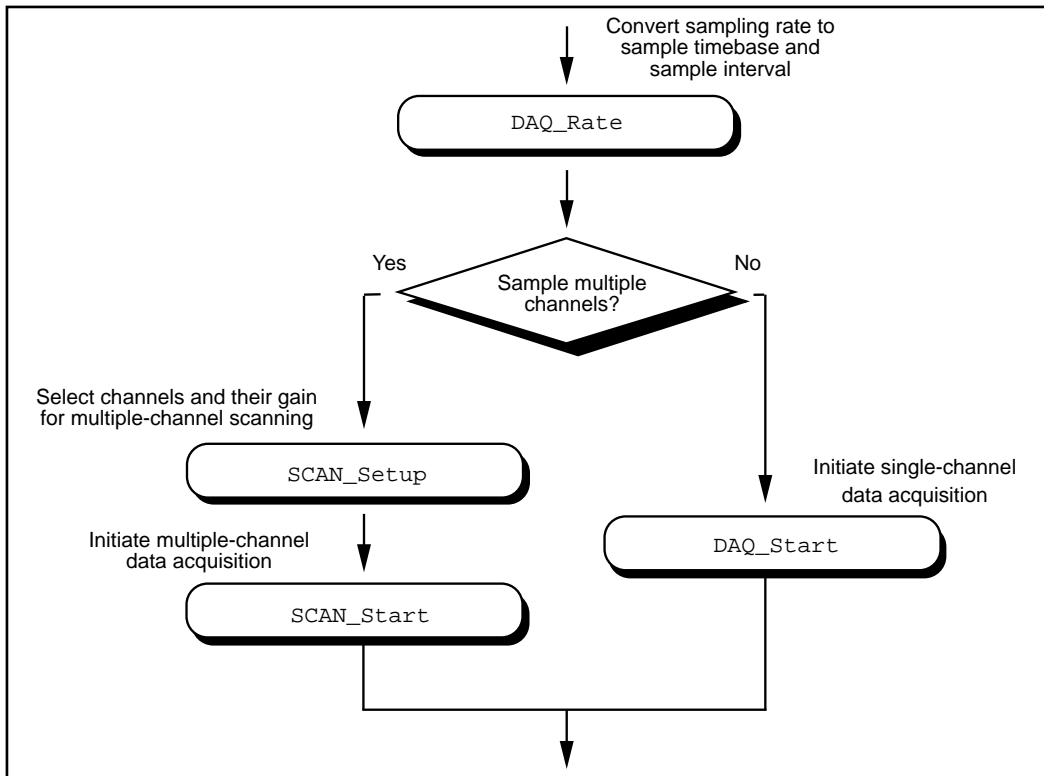 Convert sampling rate to
sample timebase and
sample interval
DAQ_Rate
Yes
No
Sample multiple
channels?
Select channels and their gain
for multiple-channel scanning
SCAN_Setup
Initiate single-channel
data acquisition
Initiate multiple-channel
data acquisition
DAQ_Start
SCAN_Start